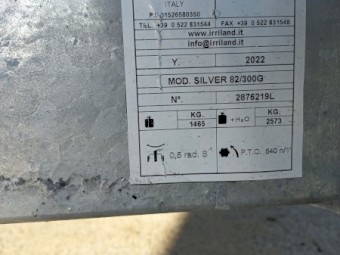 ITALY
P.I. 01526580350
TEL. +39 0 522 831544 FAX +39 0 522 831548
www.irriland.it
info@irriland.it
Y. 2022
MOD. SILVER 82/300G
N°. 2876219L
KG. 1465 +H₂O KG. 2573
0,5 rad. s⁻¹ P.T.O. 540 n/1'